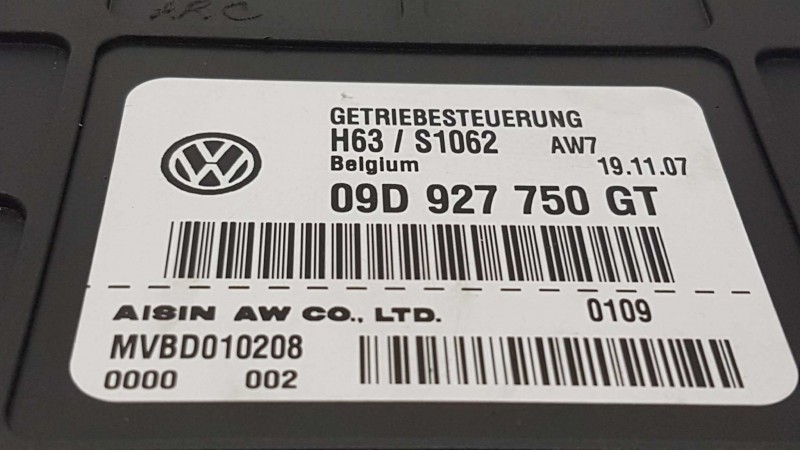 GETRIEBESTEUERUNG
H63 / S1062 AW7
Belgium 19.11.07
09D 927 750 GT
AISIN AW CO., LTD. 0109
MVBD010208
0000 002